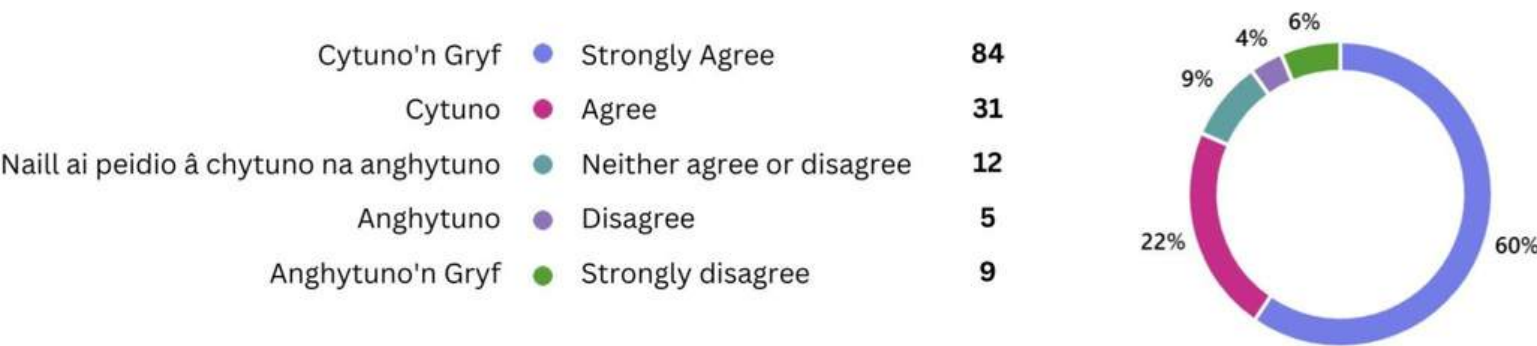 Cytuno'n Gryf Strongly Agree 84
Cytuno Agree 31
Naill ai peidio â chytuno na anghytuno Neither agree or disagree 12
Anghytuno Disagree 5
Anghytuno'n Gryf Strongly disagree 9
6%
4%
9%
22%
60%